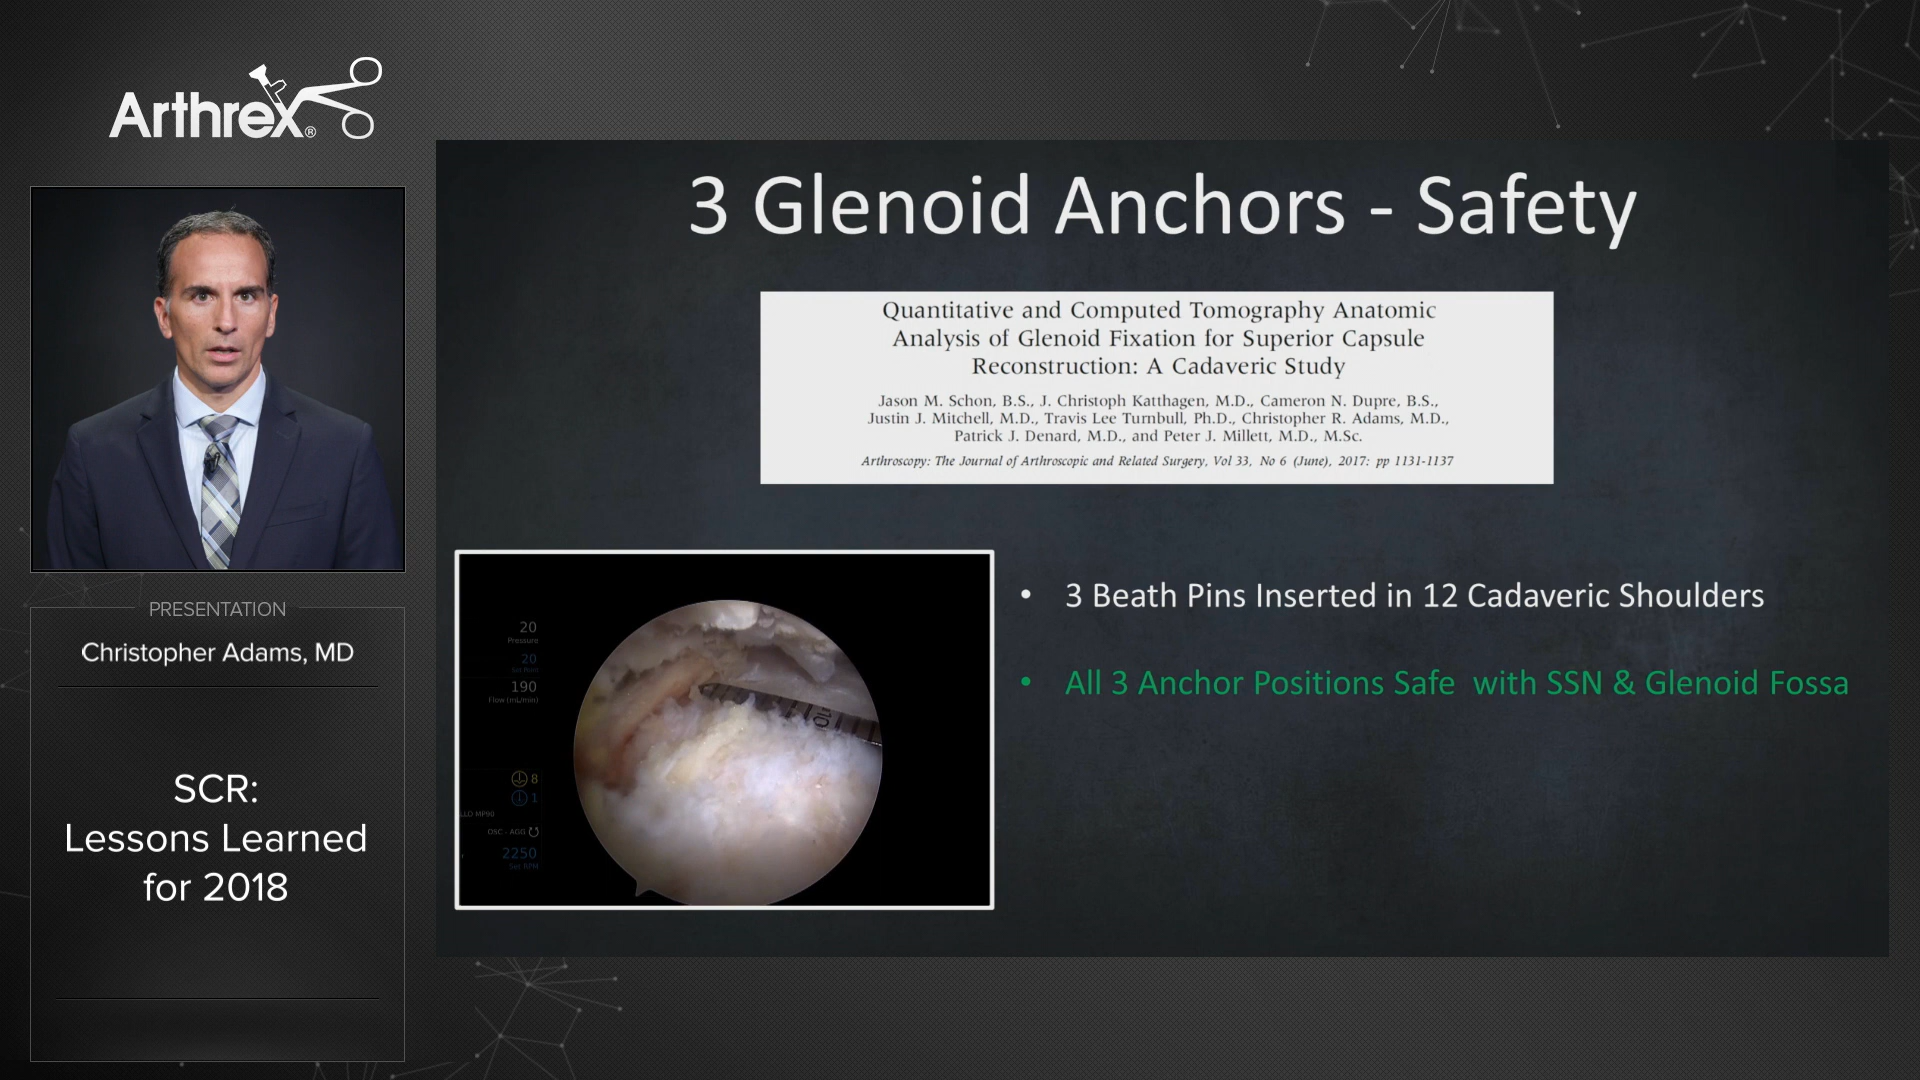 Arthrex®
PRESENTATION
Christopher Adams, MD
SCR:
Lessons Learned
for 2018
3 Glenoid Anchors - Safety
Quantitative and Computed Tomography Anatomic
Analysis of Glenoid Fixation for Superior Capsule
Reconstruction: A Cadaveric Study
Jason M. Schon, B.S., J. Christoph Katthagen, M.D., Cameron N. Dupre, B.S.,
Justin J. Mitchell, M.D., Travis Lee Turnbull, Ph.D., Christopher R. Adams, M.D.,
Patrick J. Denard, M.D., and Peter J. Millett, M.D., M.Sc.
Arthroscopy: The Journal of Arthroscopic and Related Surgery, Vol 33, No 6 (June), 2017: pp 1131-1137
20
Pressure
20
190
Flow (mL/min)
8
1
MP90
OSC - AGG
2250
Set RPM
10
• 3 Beath Pins Inserted in 12 Cadaveric Shoulders
• All 3 Anchor Positions Safe with SSN & Glenoid Fossa